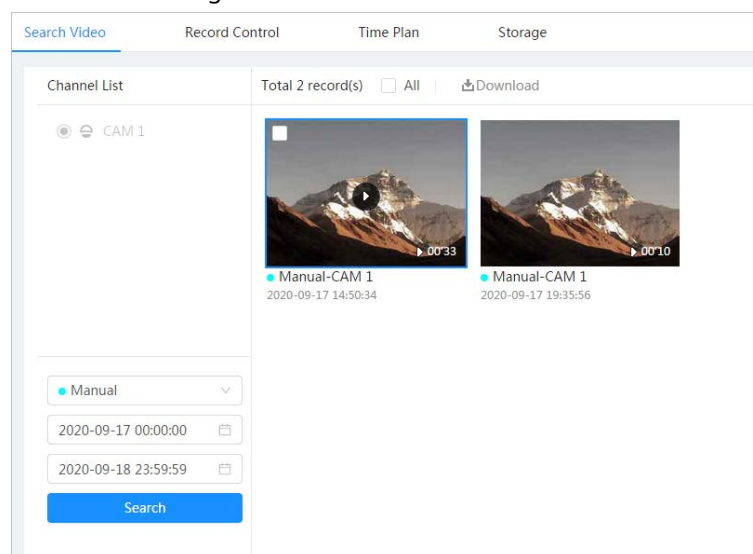 Search Video Record Control Time Plan Storage
Channel List
Total 2 record(s) All Download
CAM 1
00:33
00:10
Manual-CAM 1
2020-09-17 14:50:34
Manual-CAM 1
2020-09-17 19:35:56
Manual
2020-09-17 00:00:00
2020-09-18 23:59:59
Search